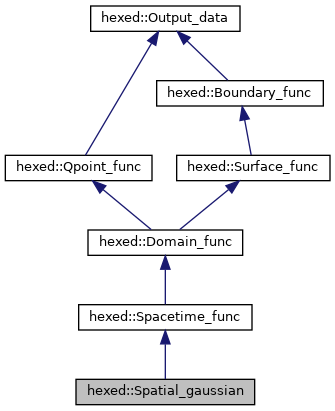 hexed::Output_data
hexed::Boundary_func
hexed::Qpoint_func
hexed::Surface_func
hexed::Domain_func
hexed::Spacetime_func
hexed::Spatial_gaussian